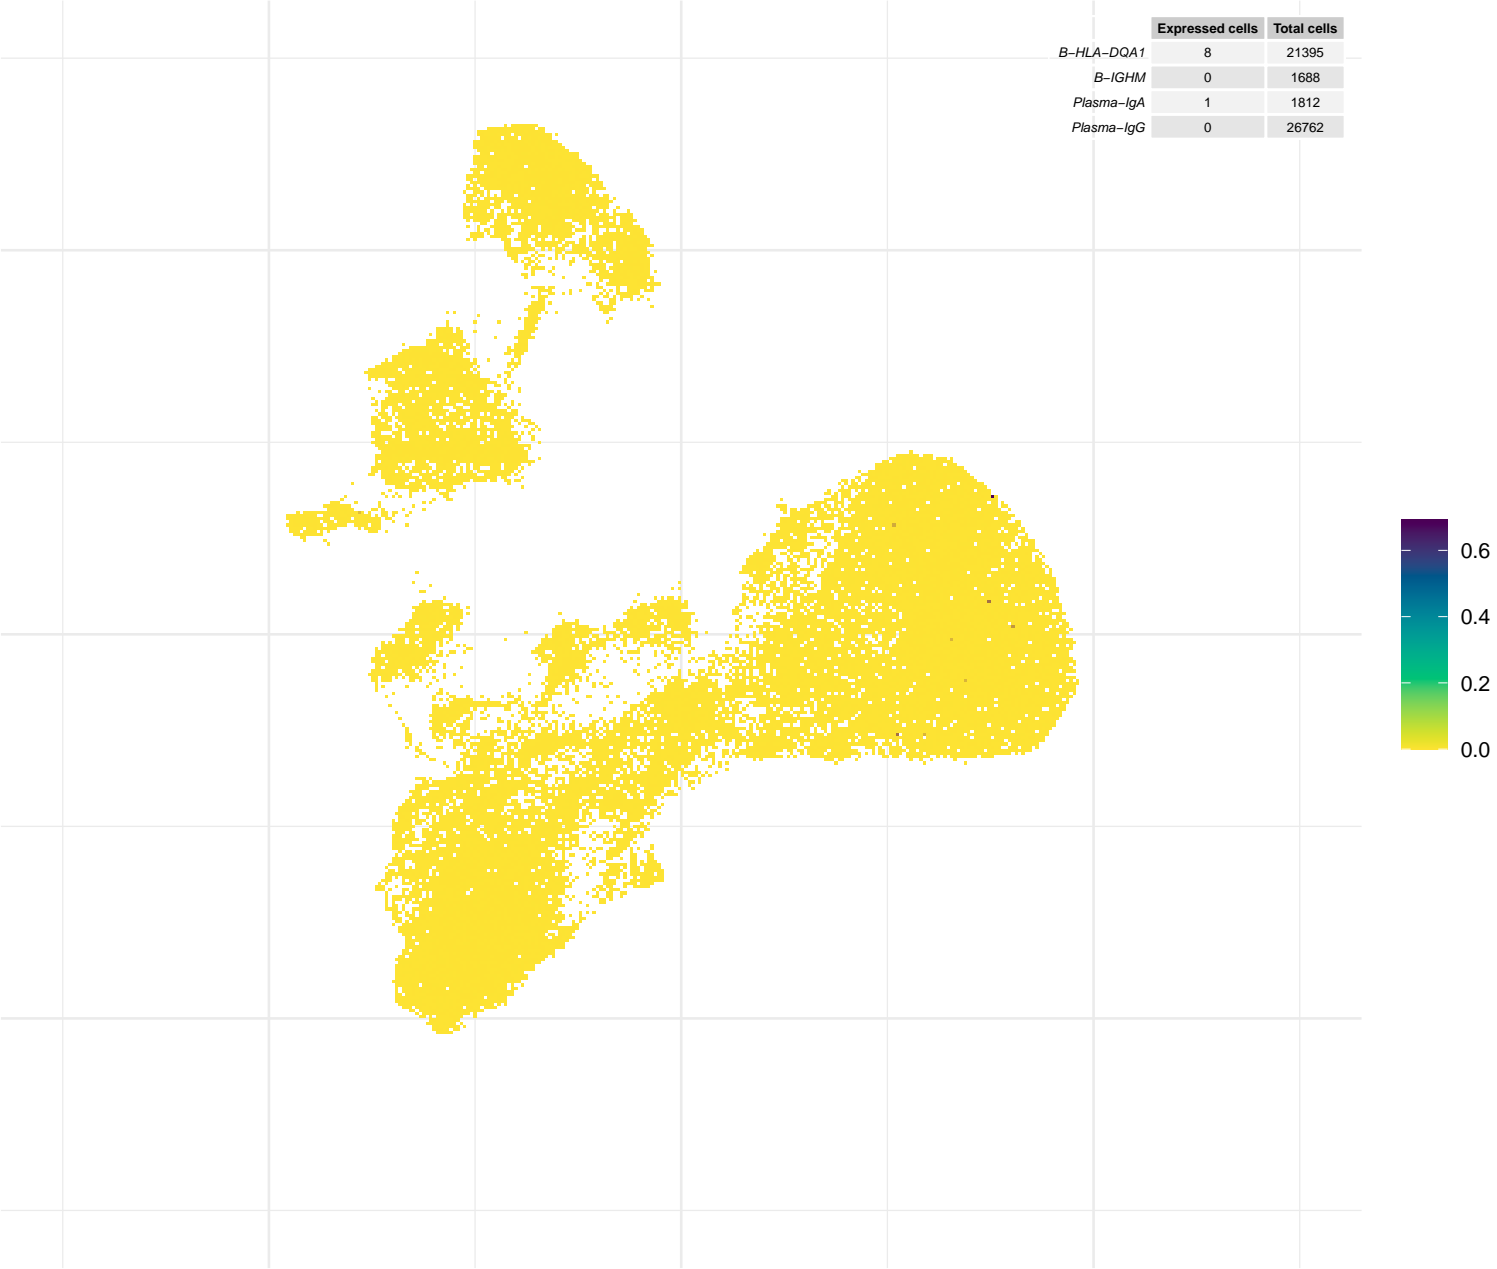 Expressed cells Total cells
B−HLA−DQA1 8 21395
B−IGHM 0 1688
Plasma−IgA 1 1812
Plasma−IgG 0 26762
0.6
0.4
0.2
0.0